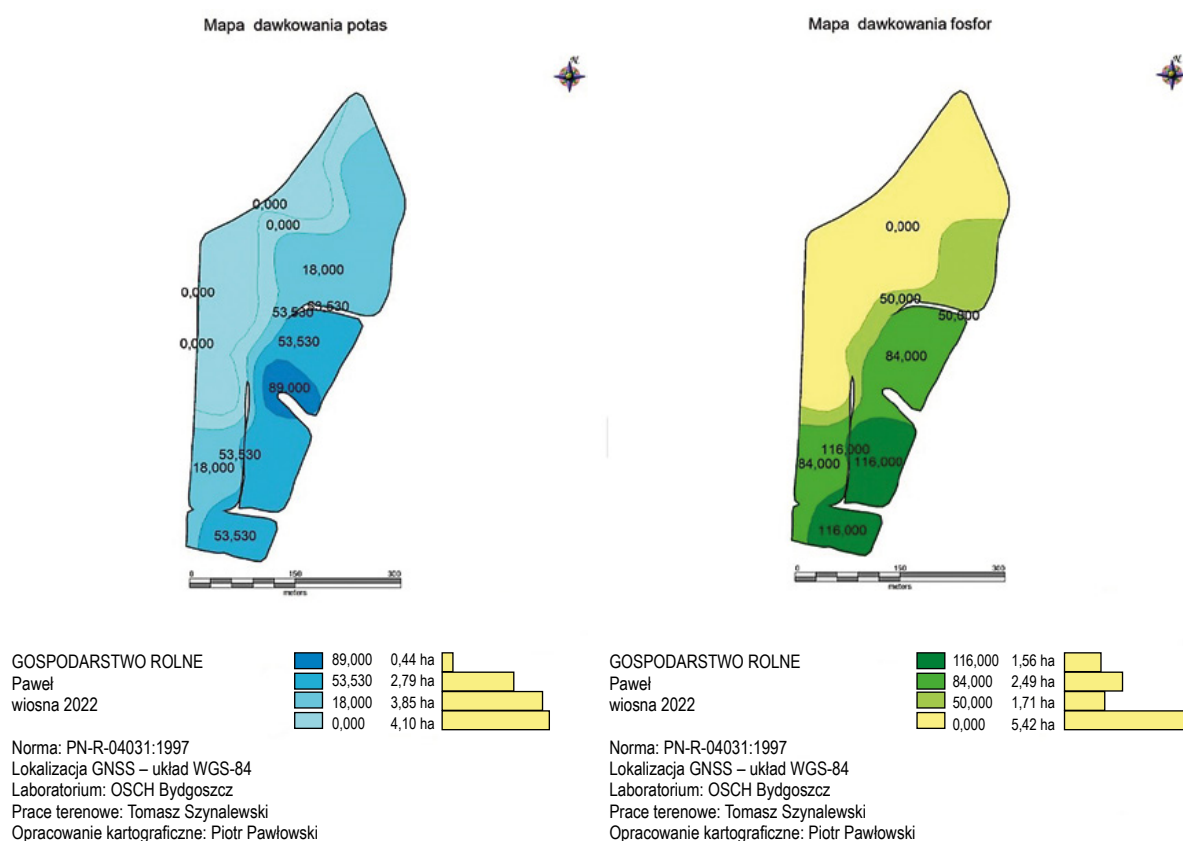 Mapa dawkowania potas
N
0,000
0,000
18,000
0,000
53,530
53,530
0,000
53,530
89,000
53,530
18,000
53,530
0 150 300
meters
GOSPODARSTWO ROLNE
Paweł
wiosna 2022
89,000 0,44 ha
53,530 2,79 ha
18,000 3,85 ha
0,000 4,10 ha
Norma: PN-R-04031:1997
Lokalizacja GNSS – układ WGS-84
Laboratorium: OSCH Bydgoszcz
Prace terenowe: Tomasz Szynalewski
Opracowanie kartograficzne: Piotr Pawłowski
Mapa dawkowania fosfor
N
0,000
50,000
50,000
84,000
116,000
84,000
116,000
116,000
0 150 300
meters
GOSPODARSTWO ROLNE
Paweł
wiosna 2022
116,000 1,56 ha
84,000 2,49 ha
50,000 1,71 ha
0,000 5,42 ha
Norma: PN-R-04031:1997
Lokalizacja GNSS – układ WGS-84
Laboratorium: OSCH Bydgoszcz
Prace terenowe: Tomasz Szynalewski
Opracowanie kartograficzne: Piotr Pawłowski